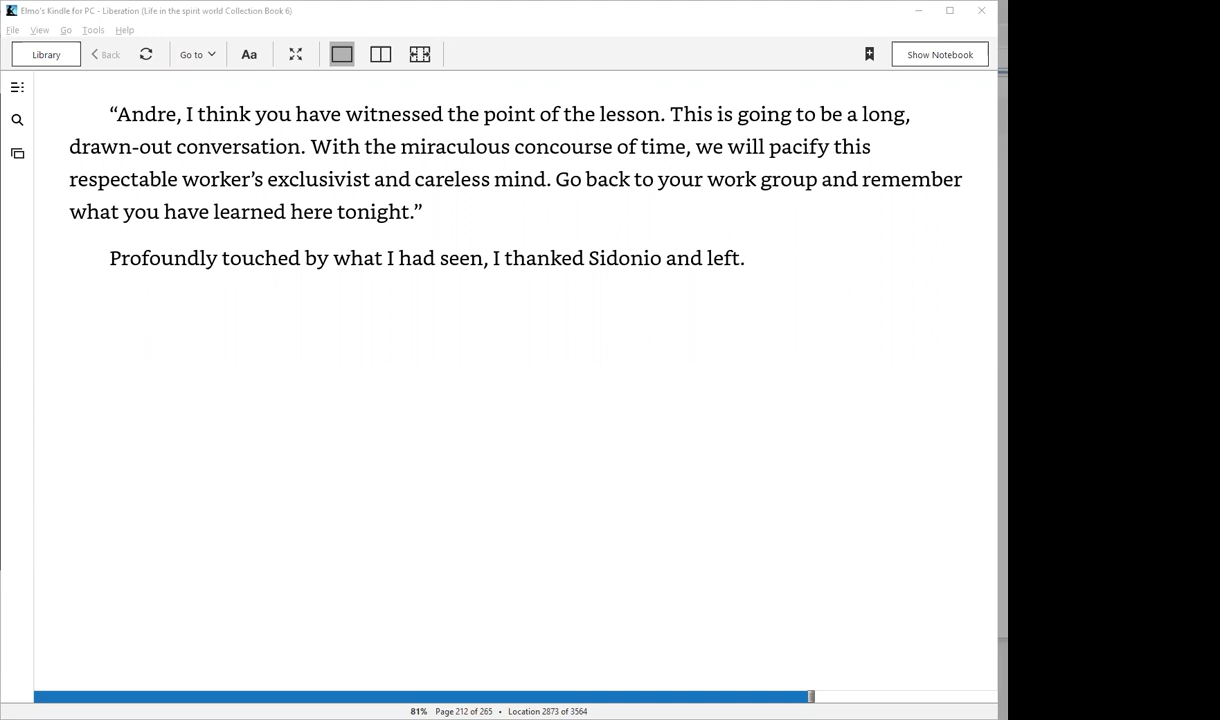 Elmo's Kindle for PC - Liberation (Life in the spirit world Collection Book 6)
File View Go Tools Help
Library Back Go to Aa Show Notebook
“Andre, I think you have witnessed the point of the lesson. This is going to be a long,
drawn-out conversation. With the miraculous concourse of time, we will pacify this
respectable worker’s exclusivist and careless mind. Go back to your work group and remember
what you have learned here tonight.”
Profoundly touched by what I had seen, I thanked Sidonio and left.
81% Page 212 of 265 • Location 2873 of 3564